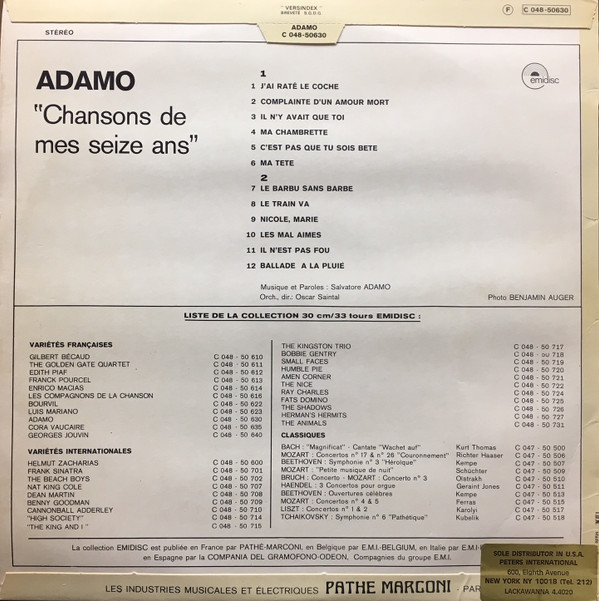 "VERSINDEX"
BREVETÉ S.G.D.G.
F C 048-50630
STÉRÉO
ADAMO
C 048-50630
ADAMO
"Chansons de
mes seize ans"
emidisc
1
1 J'AI RATÉ LE COCHE
2 COMPLAINTE D'UN AMOUR MORT
3 IL N'Y AVAIT QUE TOI
4 MA CHAMBRETTE
5 C'EST PAS QUE TU SOIS BETE
6 MA TETE
2
7 LE BARBU SANS BARBE
8 LE TRAIN VA
9 NICOLE, MARIE
10 LES MAL AIMES
11 IL N'EST PAS FOU
12 BALLADE A LA PLUIE
Musique et Paroles : Salvatore ADAMO
Orch., dir.: Oscar Saintal
Photo BENJAMIN AUGER
LISTE DE LA COLLECTION 30 cm/33 tours EMIDISC :
VARIÉTÉS FRANÇAISES
GILBERT BÉCAUD C 048 - 50 610
THE GOLDEN GATE QUARTET C 048 - 50 611
EDITH PIAF C 048 - 50 612
FRANCK POURCEL C 048 - 50 613
ENRICO MACIAS C 048 - 50 614
LES COMPAGNONS DE LA CHANSON C 048 - 50 616
BOURVIL C 048 - 50 622
LUIS MARIANO C 048 - 50 623
ADAMO C 048 - 50 630
CORA VAUCAIRE C 048 - 50 635
GEORGES JOUVIN C 048 - 50 640
VARIÉTÉS INTERNATIONALES
HELMUT ZACHARIAS C 048 - 50 600
FRANK SINATRA C 048 - 50 701
THE BEACH BOYS C 048 - 50
NAT KING COLE C 048 - 50 707
DEAN MARTIN C 048 - 50 708
BENNY GOODMAN C 048 - 50 709
CANNONBALL ADDERLEY C 048 - 50 710
"HIGH SOCIETY" C 048 - 50 714
"THE KING AND I" C 048 - 50 715
THE KINGSTON TRIO C 048 - 50 717
BOBBIE GENTRY C 048 - 50 718
SMALL FACES C 048 - 50 719
HUMBLE PIE C 048 - 50 720
AMEN CORNER C 048 - 50 721
THE NICE C 048 - 50 722
RAY CHARLES C 048 - 50 724
FATS DOMINO C 048 - 50 725
THE SHADOWS C 048 - 50 726
HERMAN'S HERMITS C 048 - 50 727
THE ANIMALS C 048 - 50 731
CLASSIQUES
BACH : "Magnificat" - Cantate "Wachet auf" Kurt Thomas C 047 - 50 500
MOZART : Concertos n° 17 & n° 26 "Couronnement" Richter Haaser C 047 - 50 506
BEETHOVEN : Symphonie n° 3 "Héroïque" Kempe C 047 - 50 507
MOZART : "Petite musique de nuit" Schüchter C 047 - 50 509
BRUCH : Concerto - MOZART : Concerto n° 3 Oistrakh C 047 - 50 510
HAENDEL : 3 Concertos pour orgue Geraint Jones C 047 - 50 511
BEETHOVEN : Ouvertures célèbres Kempe C 047 - 50 513
MOZART : Concertos n° 4 & 5 Ferras C 047 - 50 515
LISZT : Concertos n° 1 & 2 Karolyi C 047 - 50 517
TCHAIKOVSKY : Symphonie n° 6 "Pathétique" Kubelik C 047 - 50 518
La collection EMIDISC est publiée en France par PATHÉ-MARCONI, en Belgique par E.M.I-BELGIUM, en Italie par E.M.I
en Espagne par la COMPANIA DEL GRAMOFONO-ODEON, Compagnies du groupe E.M.I.
SOLE DISTRIBUTOR IN U.S.A.
PETERS INTERNATIONAL
600, Eighth Avenue
NEW YORK NY 10018 (Tel. 212)
LACKAWANNA 4.4020
LES INDUSTRIES MUSICALES ET ÉLECTRIQUES PATHE MARCONI - PAR